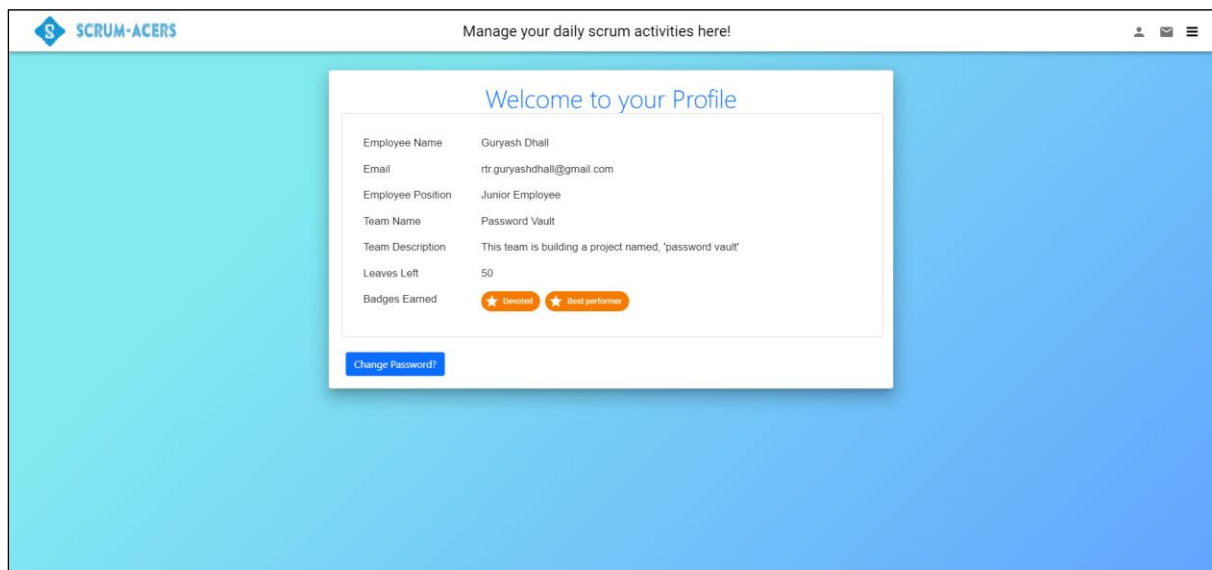 S SCRUM-ACERS
Manage your daily scrum activities here!
Welcome to your Profile
Employee Name Guryash Dhall
Email rtr.guryashdhall@gmail.com
Employee Position Junior Employee
Team Name Password Vault
Team Description This team is building a project named, 'password vault'
Leaves Left 50
Badges Earned Devoted Best performer
Change Password?